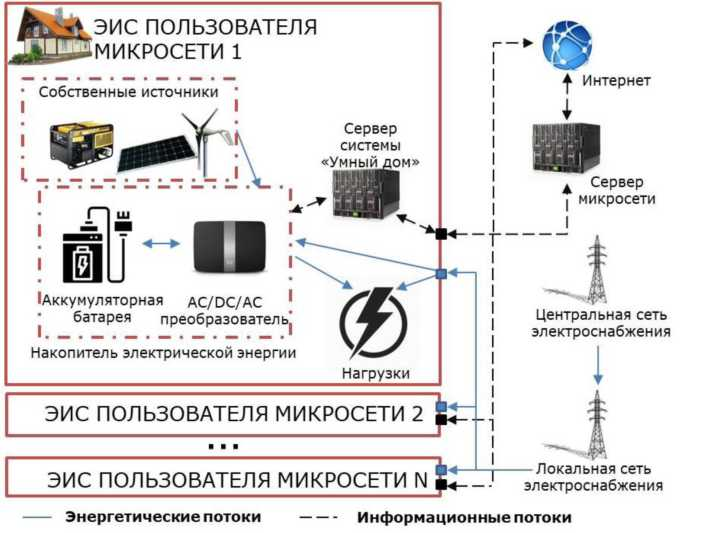 ЭИС ПОЛЬЗОВАТЕЛЯ
МИКРОСЕТИ 1
Собственные источники
Сервер
системы
«Умный дом»
Аккумуляторная
батарея
AC/DC/AC
преобразователь
Накопитель электрической энергии
Нагрузки
Интернет
Сервер
микросети
Центральная сеть
электроснабжения
Локальная сеть
электроснабжения
ЭИС ПОЛЬЗОВАТЕЛЯ МИКРОСЕТИ 2
...
ЭИС ПОЛЬЗОВАТЕЛЯ МИКРОСЕТИ N
Энергетические потоки
Информационные потоки